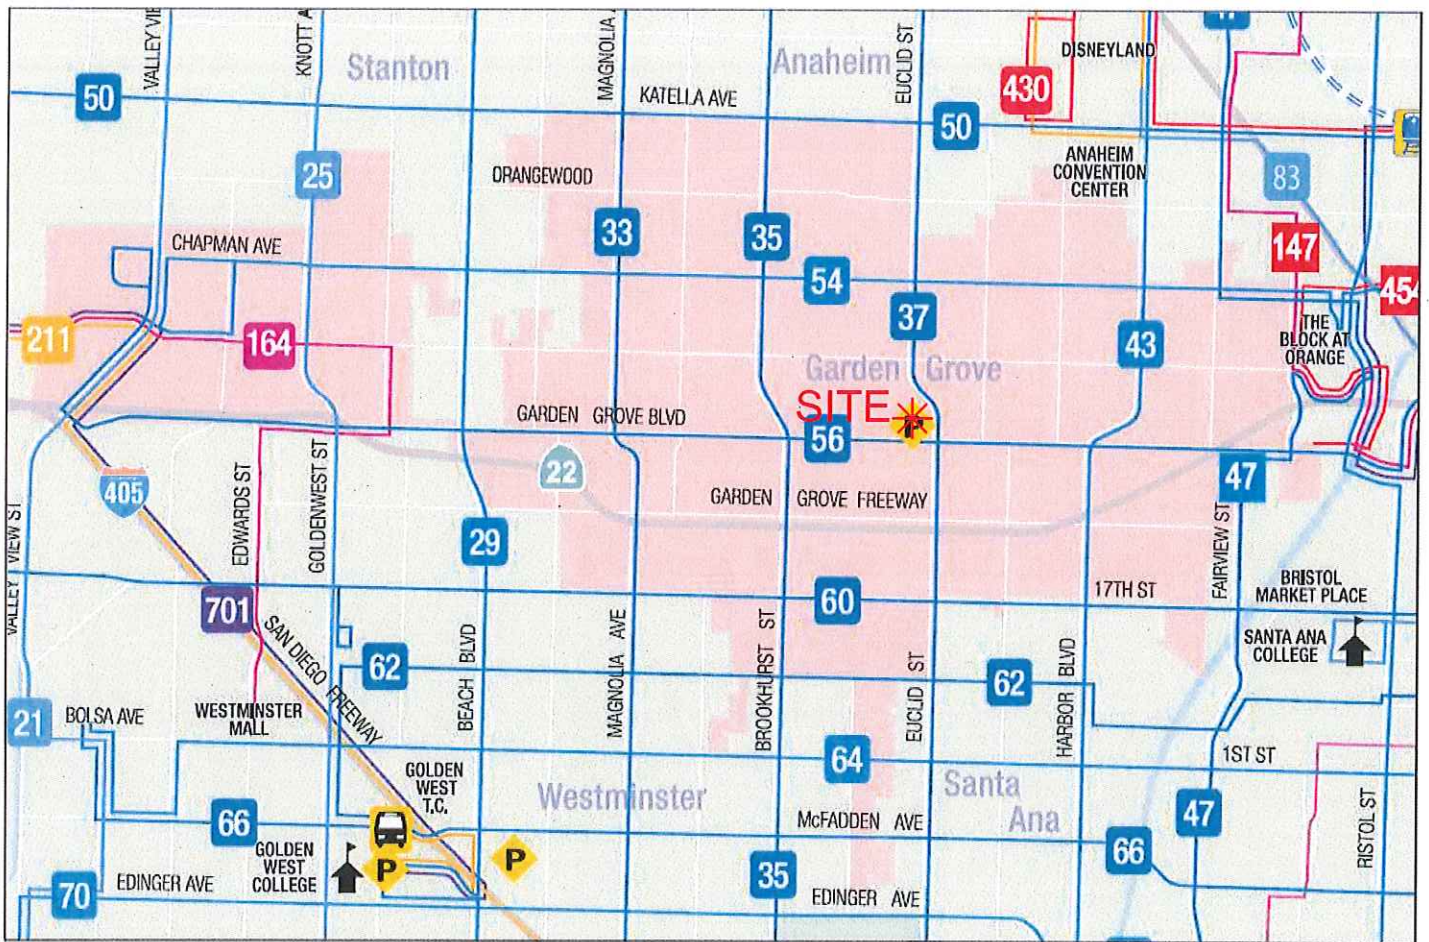 VALLEY VIE
KNOTT A
Stanton
MAGNOLIA
Anaheim
EUCLID ST
DISNEYLAND
50
KATELLA AVE
430
50
25
ORANGEWOOD
ANAHEIM
CONVENTION
CENTER
83
33
35
CHAPMAN AVE
147
54
454
37
THE
BLOCK AT
ORANGE
211
164
43
Garden Grove
SITE
P
GARDEN GROVE BLVD
56
22
47
405
GARDEN GROVE FREEWAY
EDWARDS ST
GOLDENWEST ST
29
VALLEY VIEW ST
FAIRVIEW ST
17TH ST
BRISTOL
MARKET PLACE
60
701
SAN DIEGO FREEWAY
SANTA ANA
COLLEGE
62
BEACH BLVD
MAGNOLIA AVE
BROOKHURST ST
EUCLID ST
62
HARBOR BLVD
21
BOLSA AVE
WESTMINSTER
MALL
64
1ST ST
GOLDEN
WEST
T.C.
Westminster
Santa
Ana
47
66
McFADDEN AVE
66
RISTOL ST
GOLDEN
WEST
COLLEGE
P
P
35
70
EDINGER AVE
EDINGER AVE